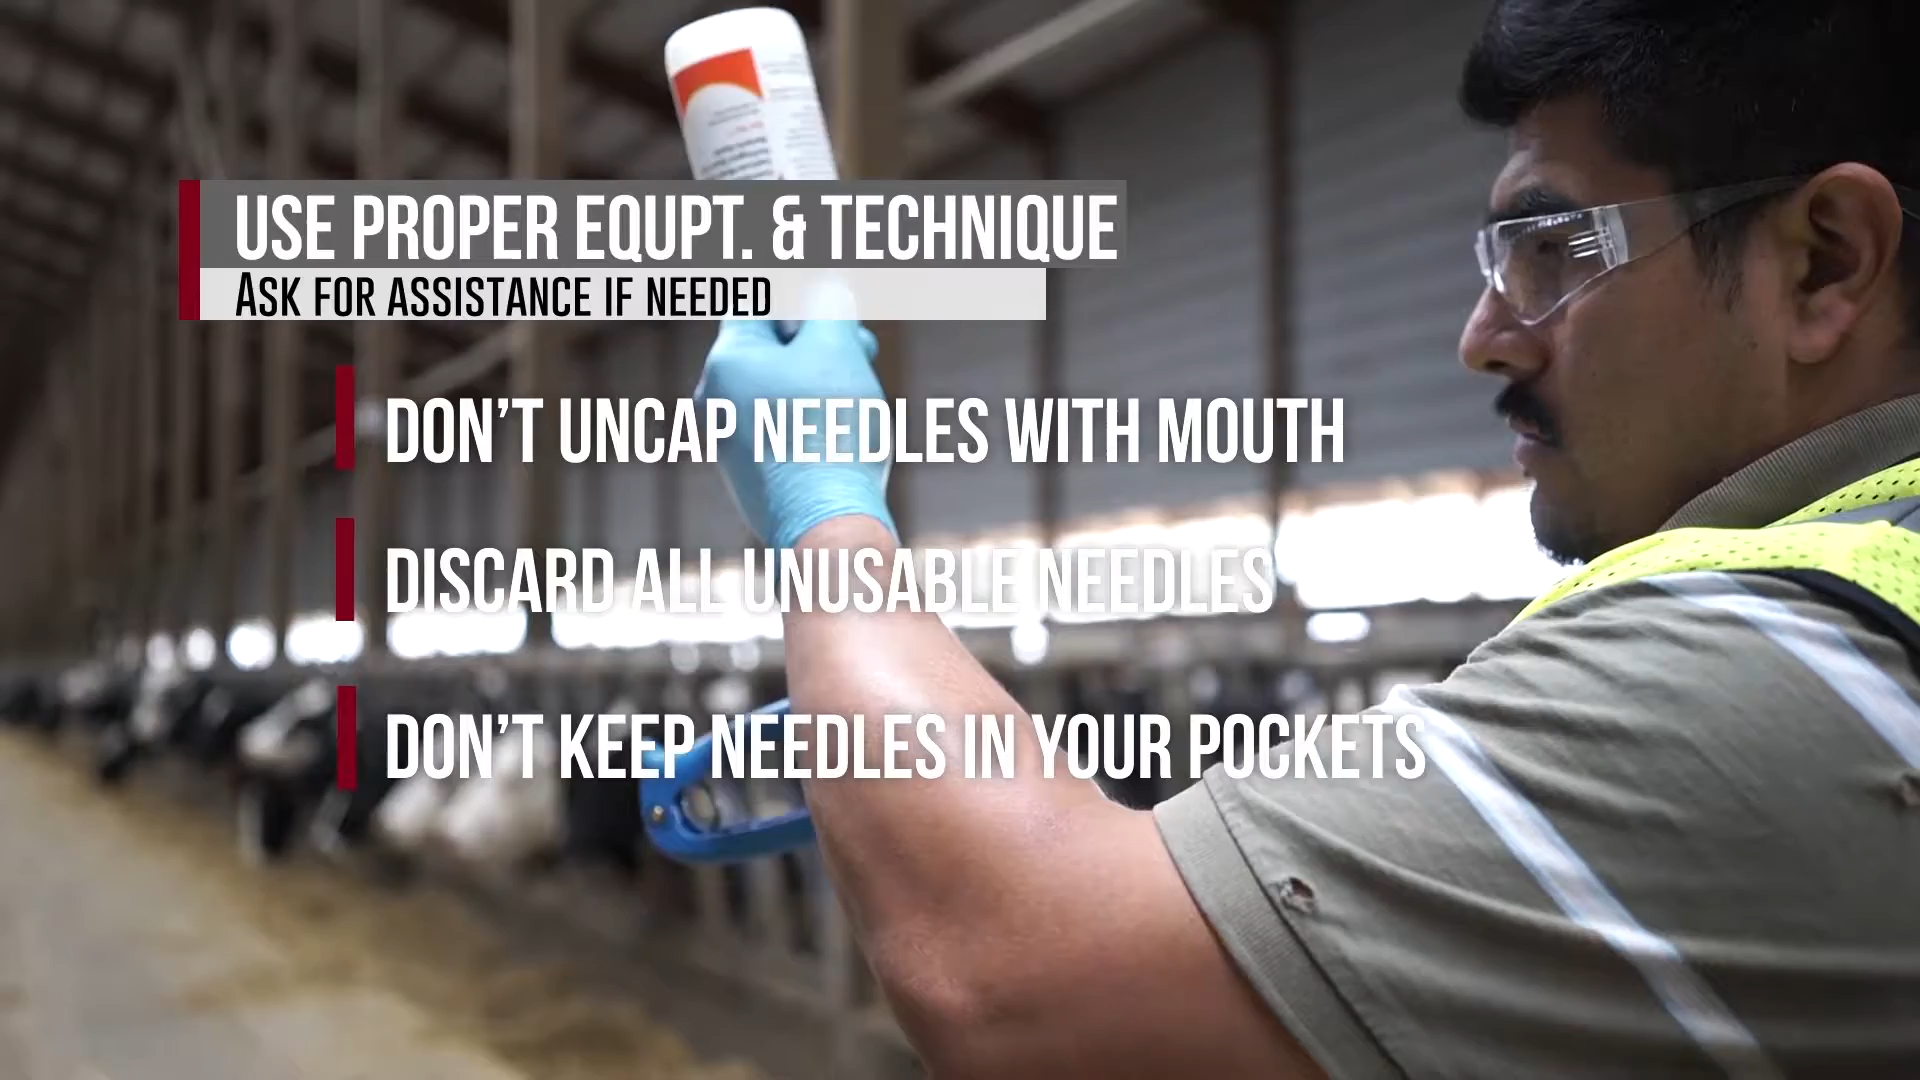 USE PROPER EQUPT. & TECHNIQUE
ASK FOR ASSISTANCE IF NEEDED
DON'T UNCAP NEEDLES WITH MOUTH
DISCARD ALL UNUSABLE NEEDLES
DON'T KEEP NEEDLES IN YOUR POCKETS